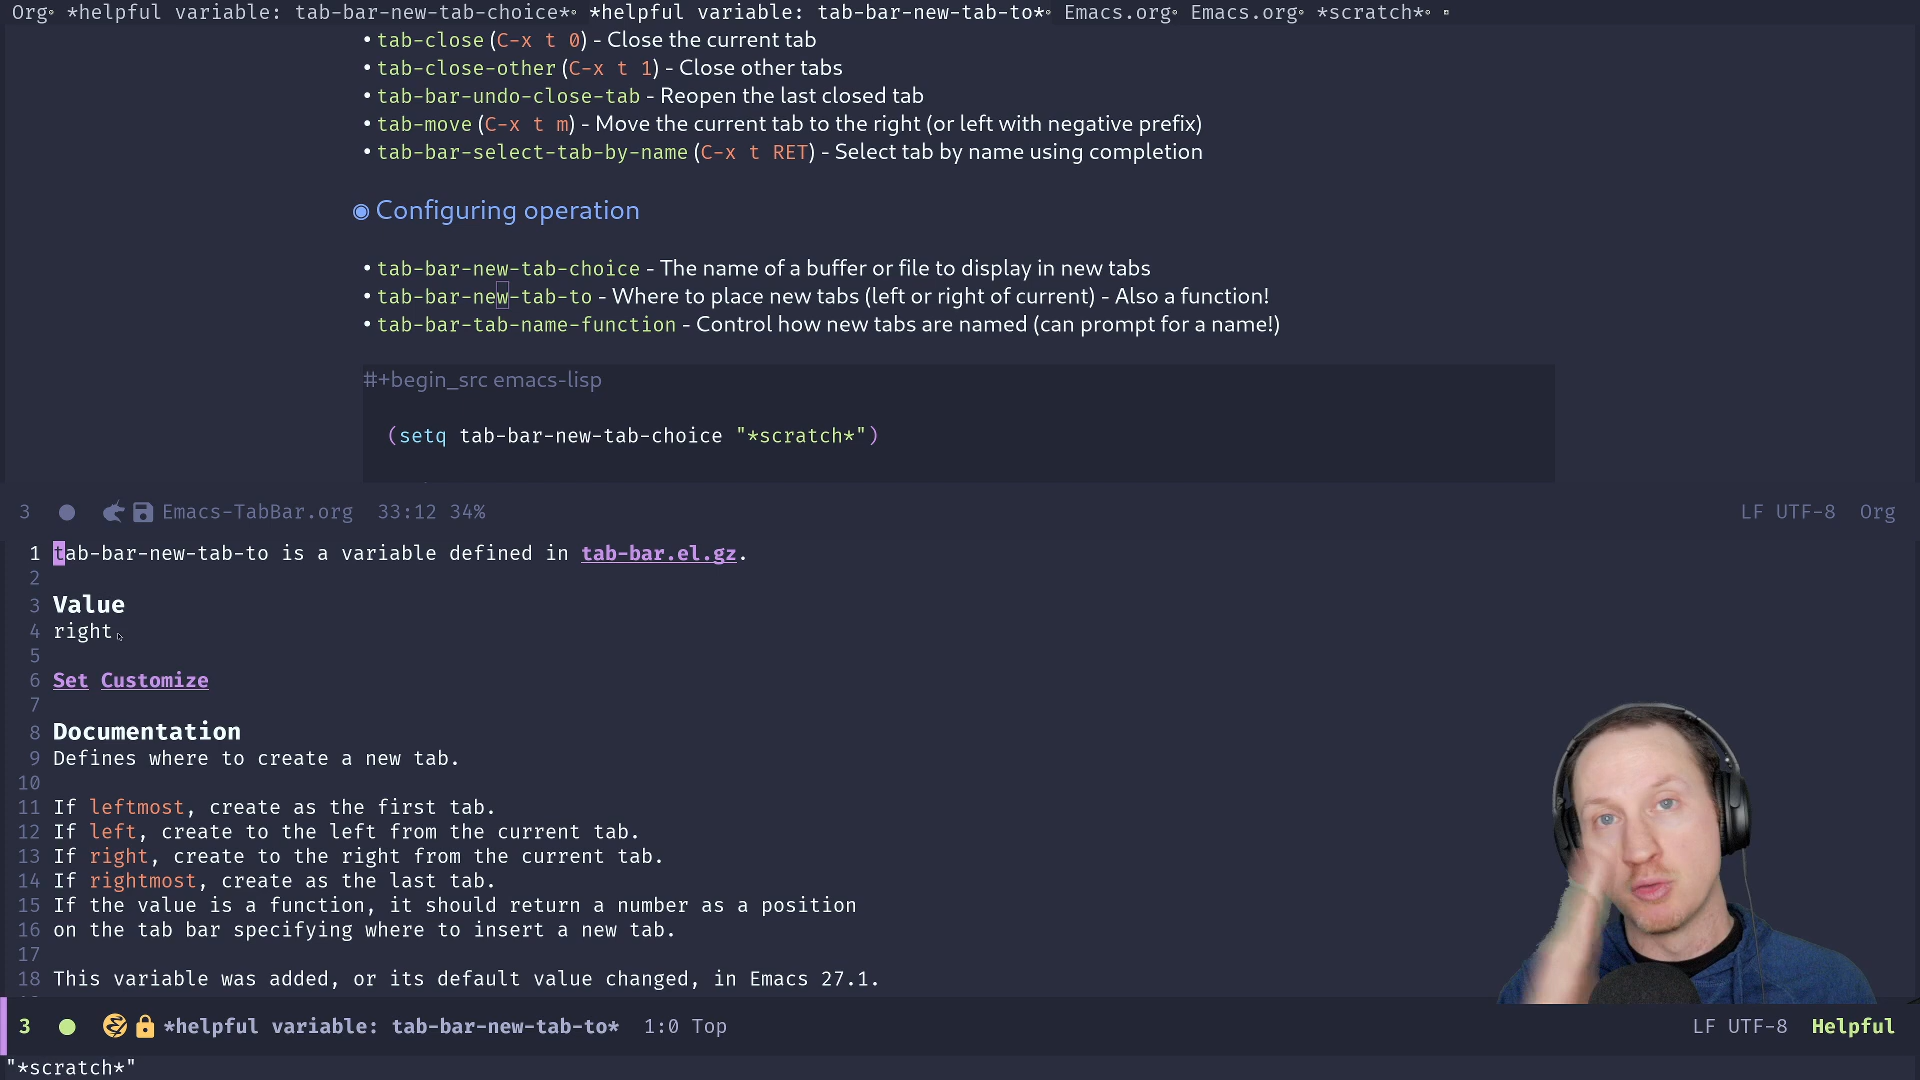 Org *helpful variable: tab-bar-new-tab-choice* *helpful variable: tab-bar-new-tab-to* Emacs.org Emacs.org *scratch*
• tab-close (C-x t 0) - Close the current tab
• tab-close-other (C-x t 1) - Close other tabs
• tab-bar-undo-close-tab - Reopen the last closed tab
• tab-move (C-x t m) - Move the current tab to the right (or left with negative prefix)
• tab-bar-select-tab-by-name (C-x t RET) - Select tab by name using completion
Configuring operation
• tab-bar-new-tab-choice - The name of a buffer or file to display in new tabs
• tab-bar-new-tab-to - Where to place new tabs (left or right of current) - Also a function!
• tab-bar-tab-name-function - Control how new tabs are named (can prompt for a name!)
#+begin_src emacs-lisp
(setq tab-bar-new-tab-choice "*scratch*")
3 Emacs-TabBar.org 33:12 34% LF UTF-8 Org
1 tab-bar-new-tab-to is a variable defined in tab-bar.el.gz.
2
3 Value
4 right
5
6 Set Customize
7
8 Documentation
9 Defines where to create a new tab.
10
11 If leftmost, create as the first tab.
12 If left, create to the left from the current tab.
13 If right, create to the right from the current tab.
14 If rightmost, create as the last tab.
15 If the value is a function, it should return a number as a position
16 on the tab bar specifying where to insert a new tab.
17
18 This variable was added, or its default value changed, in Emacs 27.1.
3 *helpful variable: tab-bar-new-tab-to* 1:0 Top LF UTF-8 Helpful
"*scratch*"